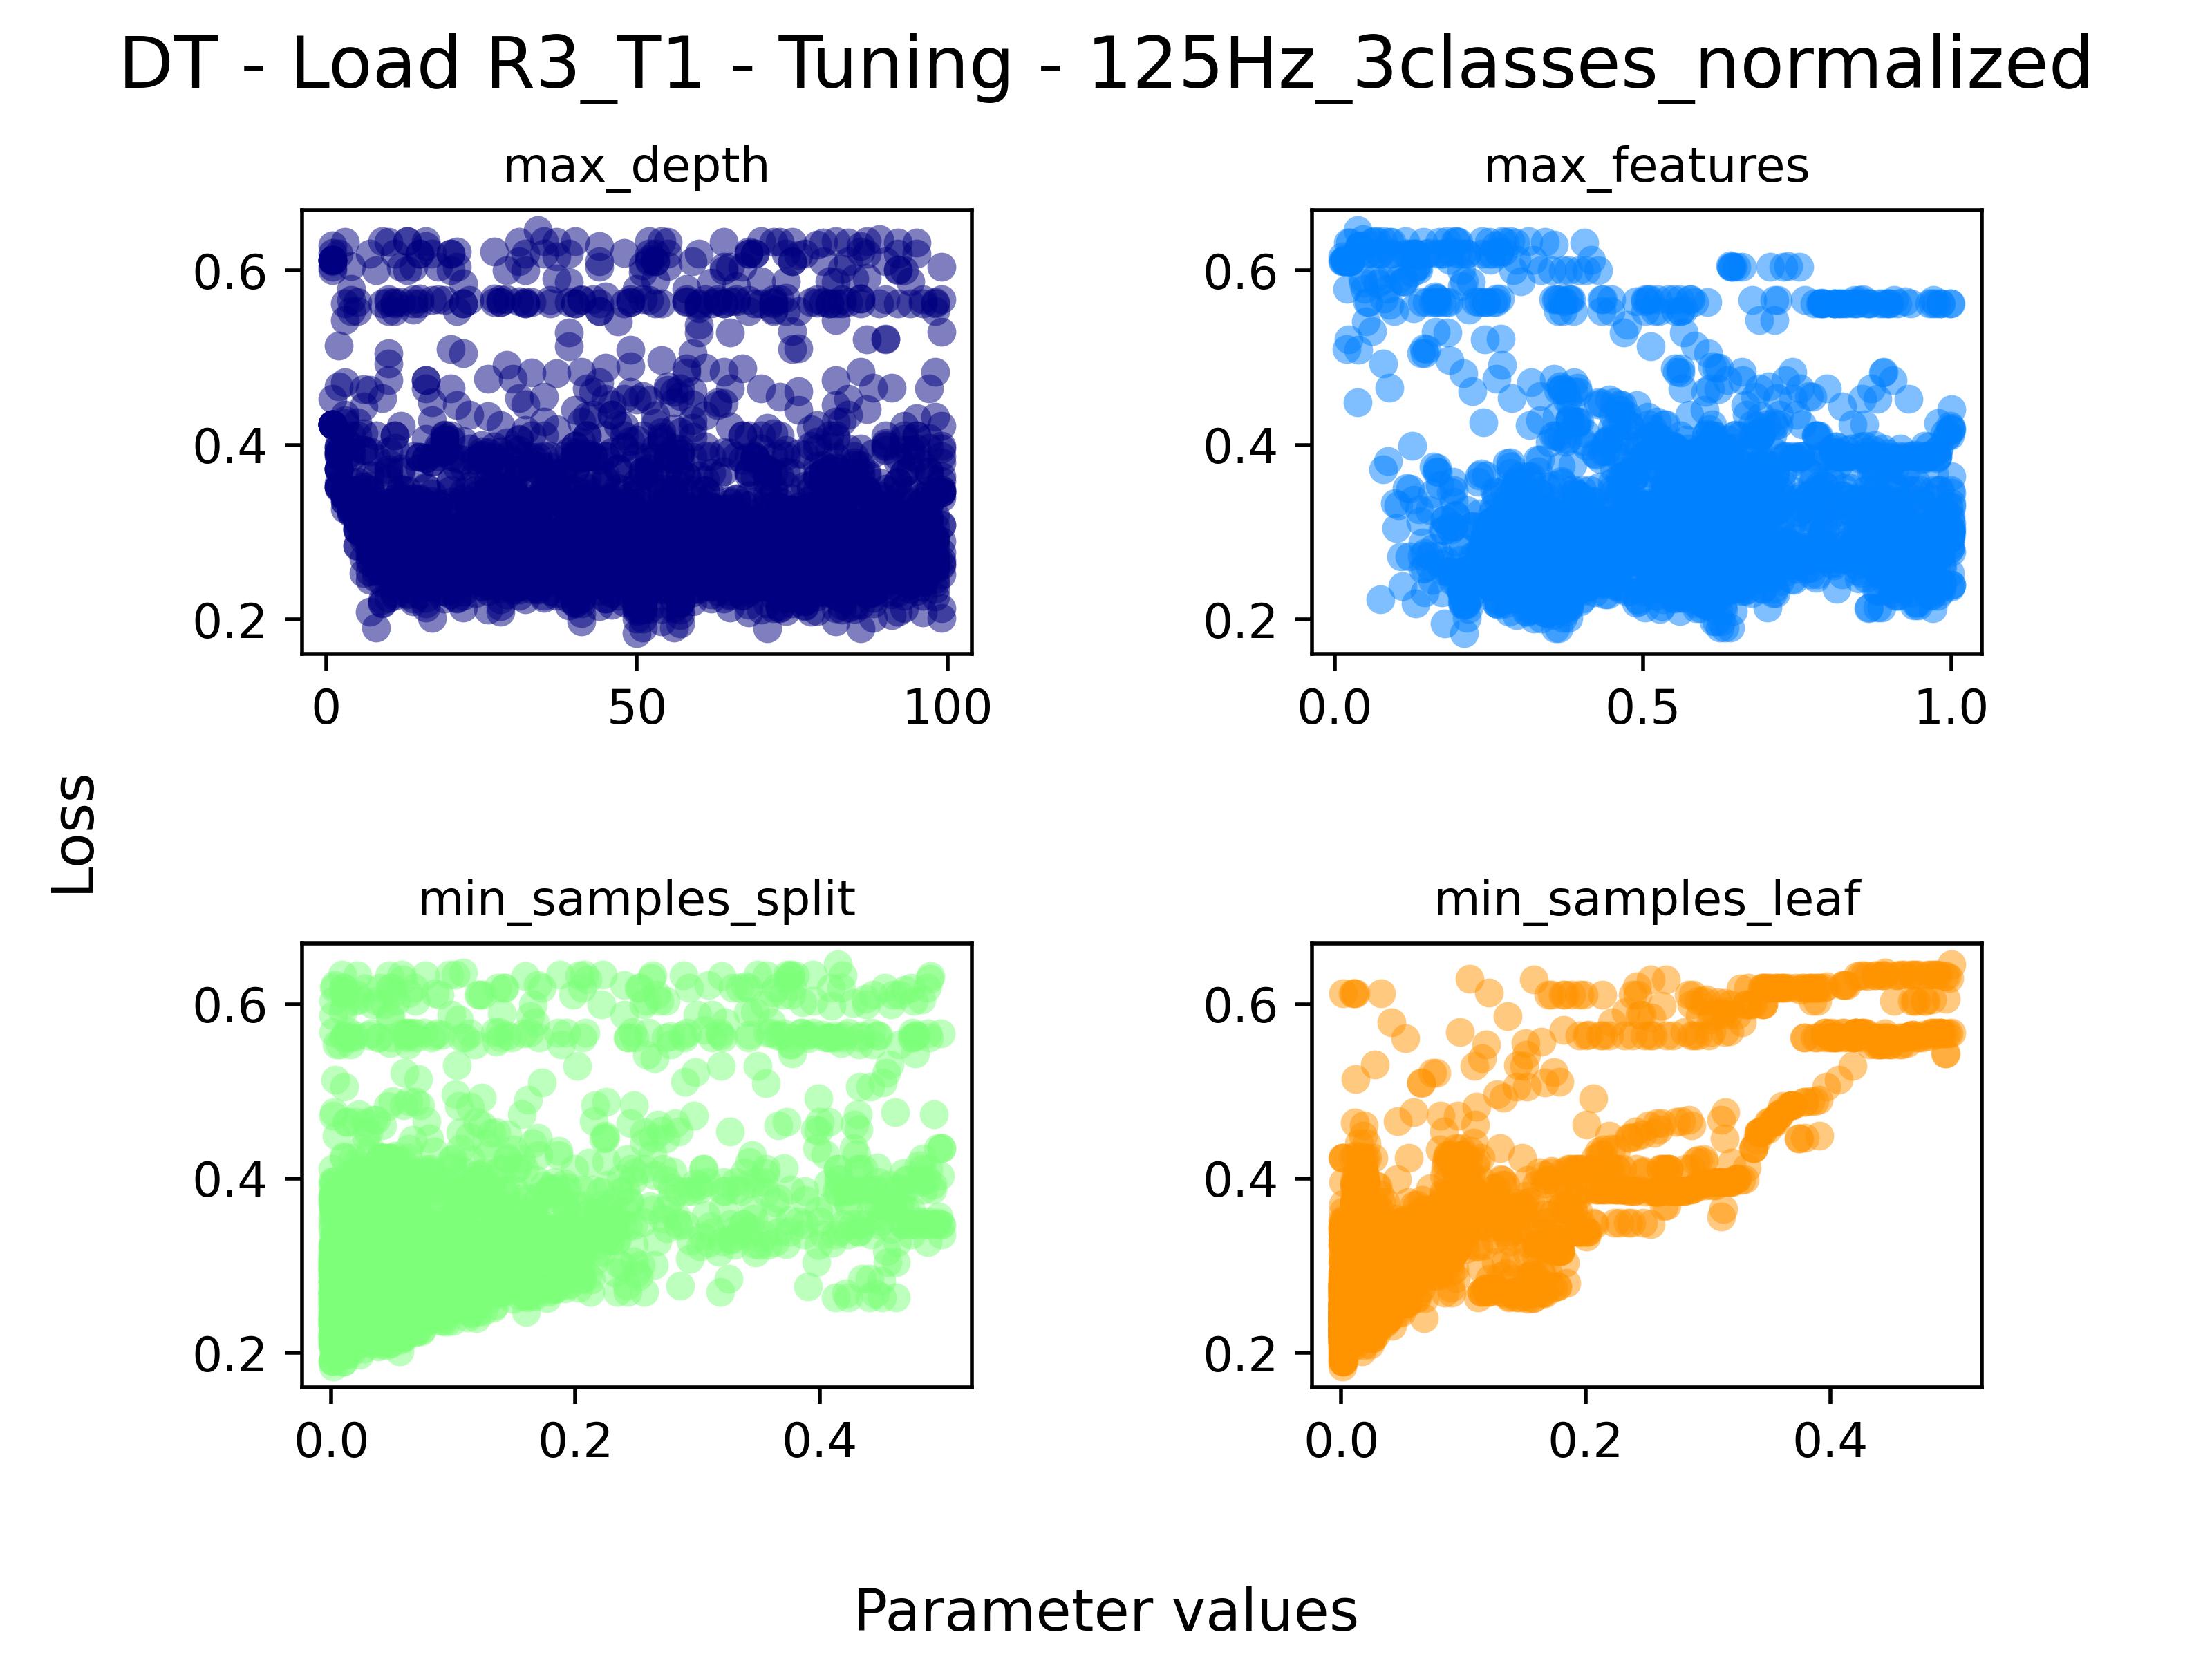 DT - Load R3_T1 - Tuning - 125Hz_3classes_normalized
max_depth
max_features
0.6
0.4
0.2
0 50 100
0.6
0.4
0.2
0.0 0.5 1.0
Loss
min_samples_split
min_samples_leaf
0.6
0.4
0.2
0.0 0.2 0.4
0.6
0.4
0.2
0.0 0.2 0.4
Parameter values